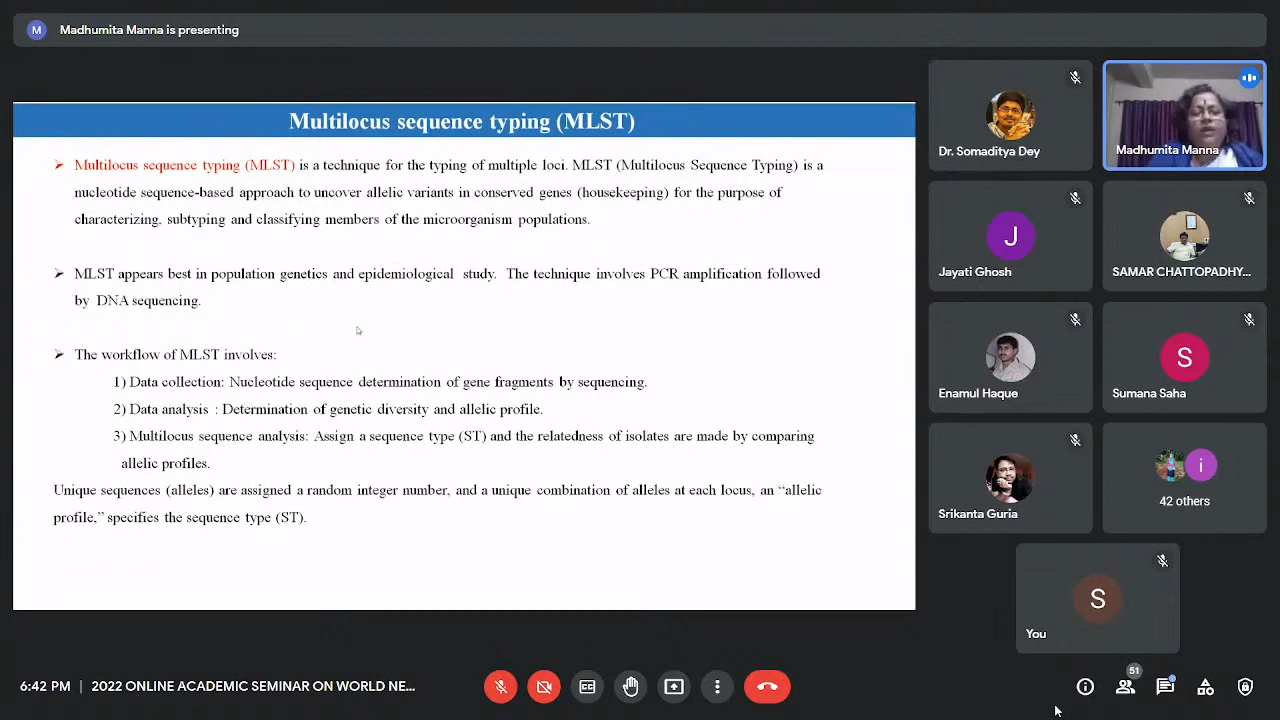 M Madhumita Manna is presenting
Multilocus sequence typing (MLST)
Multilocus sequence typing (MLST) is a technique for the typing of multiple loci. MLST (Multilocus Sequence Typing) is a
nucleotide sequence-based approach to uncover allelic variants in conserved genes (housekeeping) for the purpose of
characterizing, subtyping and classifying members of the microorganism populations.
MLST appears best in population genetics and epidemiological study. The technique involves PCR amplification followed
by DNA sequencing.
The workflow of MLST involves:
1) Data collection: Nucleotide sequence determination of gene fragments by sequencing.
2) Data analysis : Determination of genetic diversity and allelic profile.
3) Multilocus sequence analysis: Assign a sequence type (ST) and the relatedness of isolates are made by comparing
allelic profiles.
Unique sequences (alleles) are assigned a random integer number, and a unique combination of alleles at each locus, an “allelic
profile,” specifies the sequence type (ST).
Dr. Somaditya Dey
Madhumita Manna
J
Jayati Ghosh
SAMAR CHATTOPADHY...
Enamul Haque
S
Sumana Saha
Srikanta Guria
i
42 others
S
You
6:42 PM | 2022 ONLINE ACADEMIC SEMINAR ON WORLD NE...
51